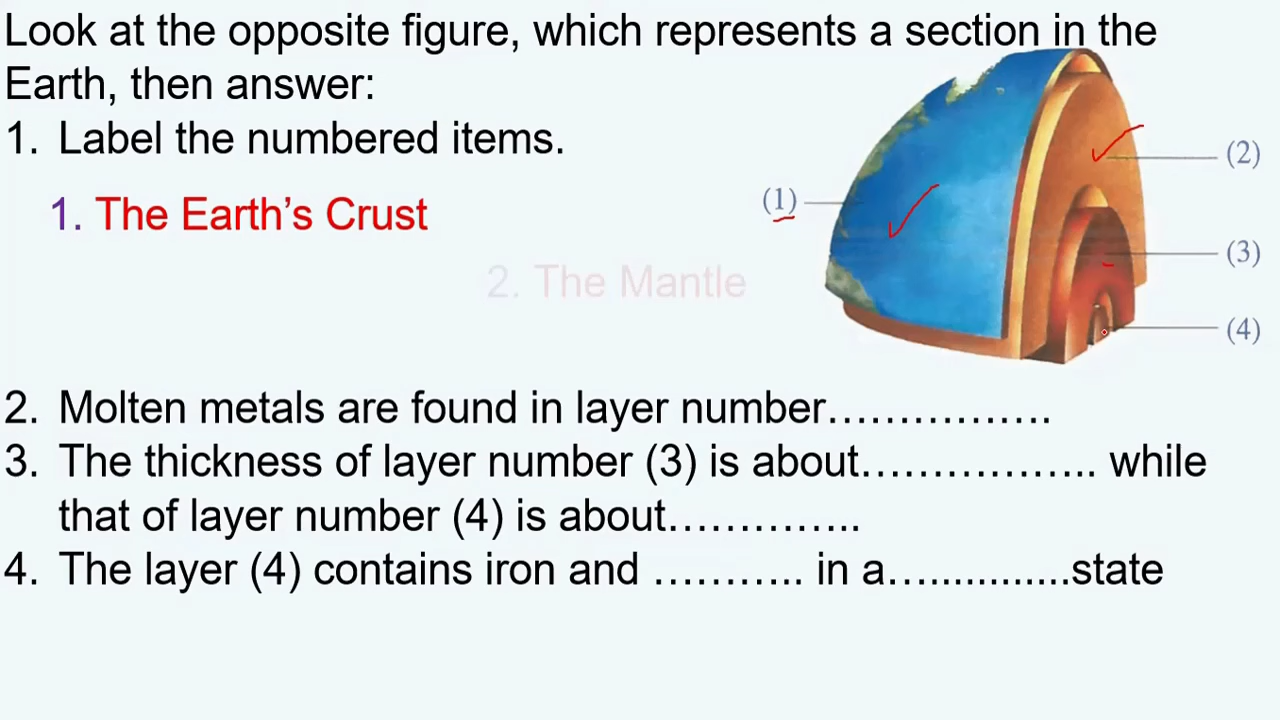 Look at the opposite figure, which represents a section in the
Earth, then answer:
1. Label the numbered items.
1. The Earth's Crust
2. The Mantle
(1)
(2)
(3)
(4)
2. Molten metals are found in layer number…………….
3. The thickness of layer number (3) is about…………….. while
that of layer number (4) is about…………..
4. The layer (4) contains iron and ……….. in a…............state